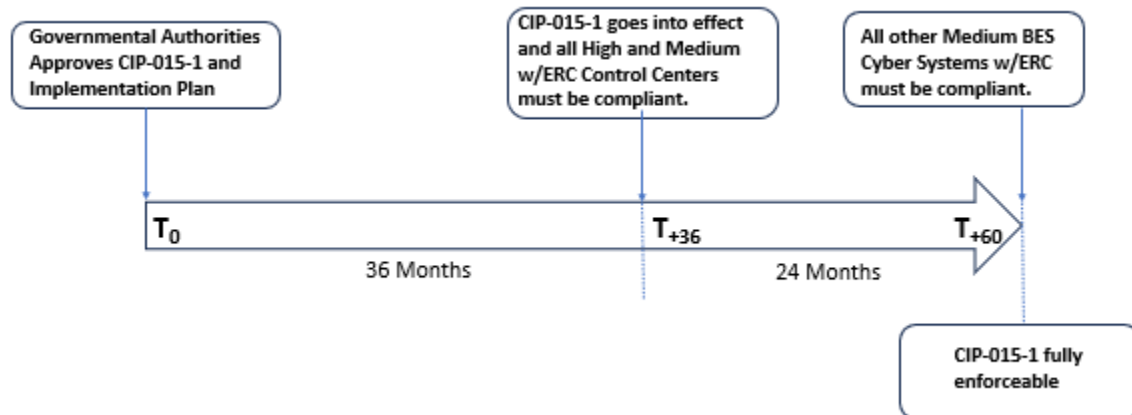 Governmental Authorities
Approves CIP-015-1 and
Implementation Plan
CIP-015-1 goes into effect
and all High and Medium
w/ERC Control Centers
must be compliant.
All other Medium BES
Cyber Systems w/ERC
must be compliant.
T0
T+36
T+60
36 Months
24 Months
CIP-015-1 fully
enforceable